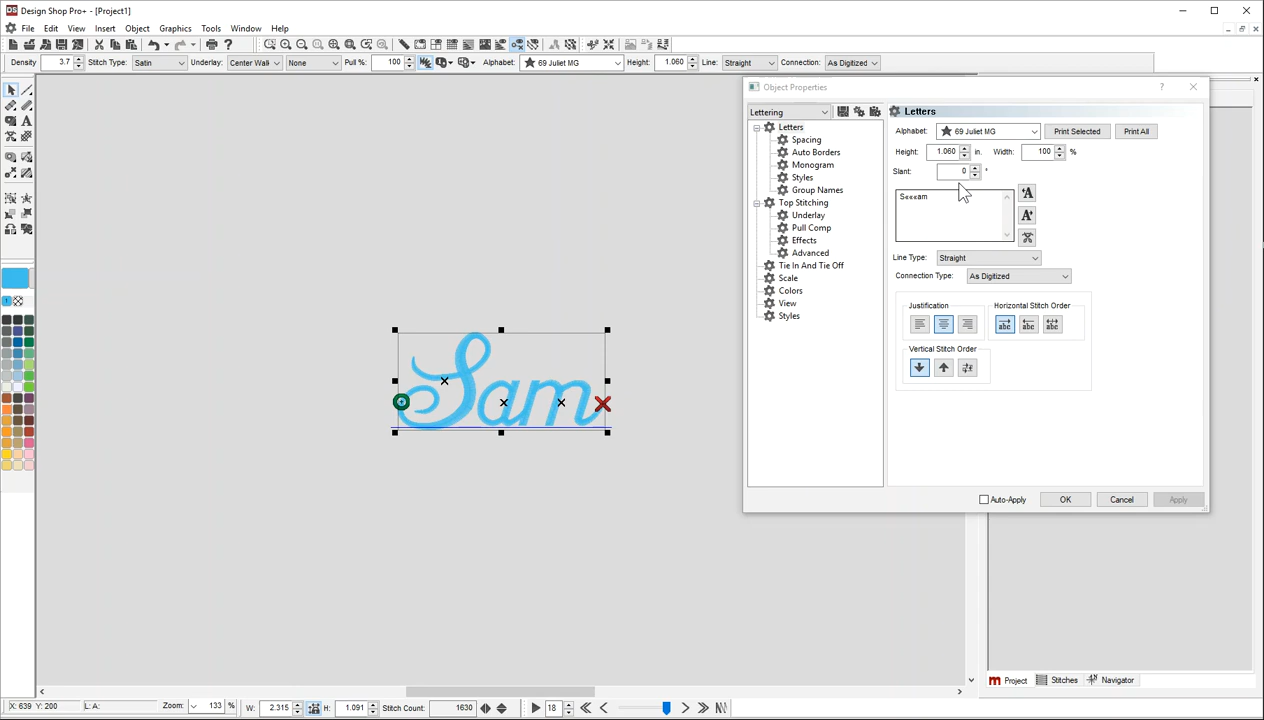 Design Shop Pro+ - [Project1]
File Edit View Insert Object Graphics Tools Window Help
Density 3.7 Stitch Type: Satin Underlay: Center Walk None Pull % 100 Alphabet: 69 Juliet MG Height: 1.060 Line: Straight Connection: As Digitized
Object Properties ?
Lettering
Letters
Spacing
Auto Borders
Monogram
Styles
Group Names
Top Stitching
Underlay
Pull Comp
Effects
Advanced
Tie In And Tie Off
Scale
Colors
View
Styles
Letters
Alphabet: 69 Juliet MG Print Selected Print All
Height: 1.060 in. Width: 100 %
Slant: 0 °
S«««am
Line Type: Straight
Connection Type: As Digitized
Justification Horizontal Stitch Order
abc abc abc
Vertical Stitch Order
Auto-Apply OK Cancel Apply
Sam
Project Stitches Navigator
X: 639 Y: 200 L: A: Zoom: 133 % W: 2.315 H: 1.091 Stitch Count: 1630 18